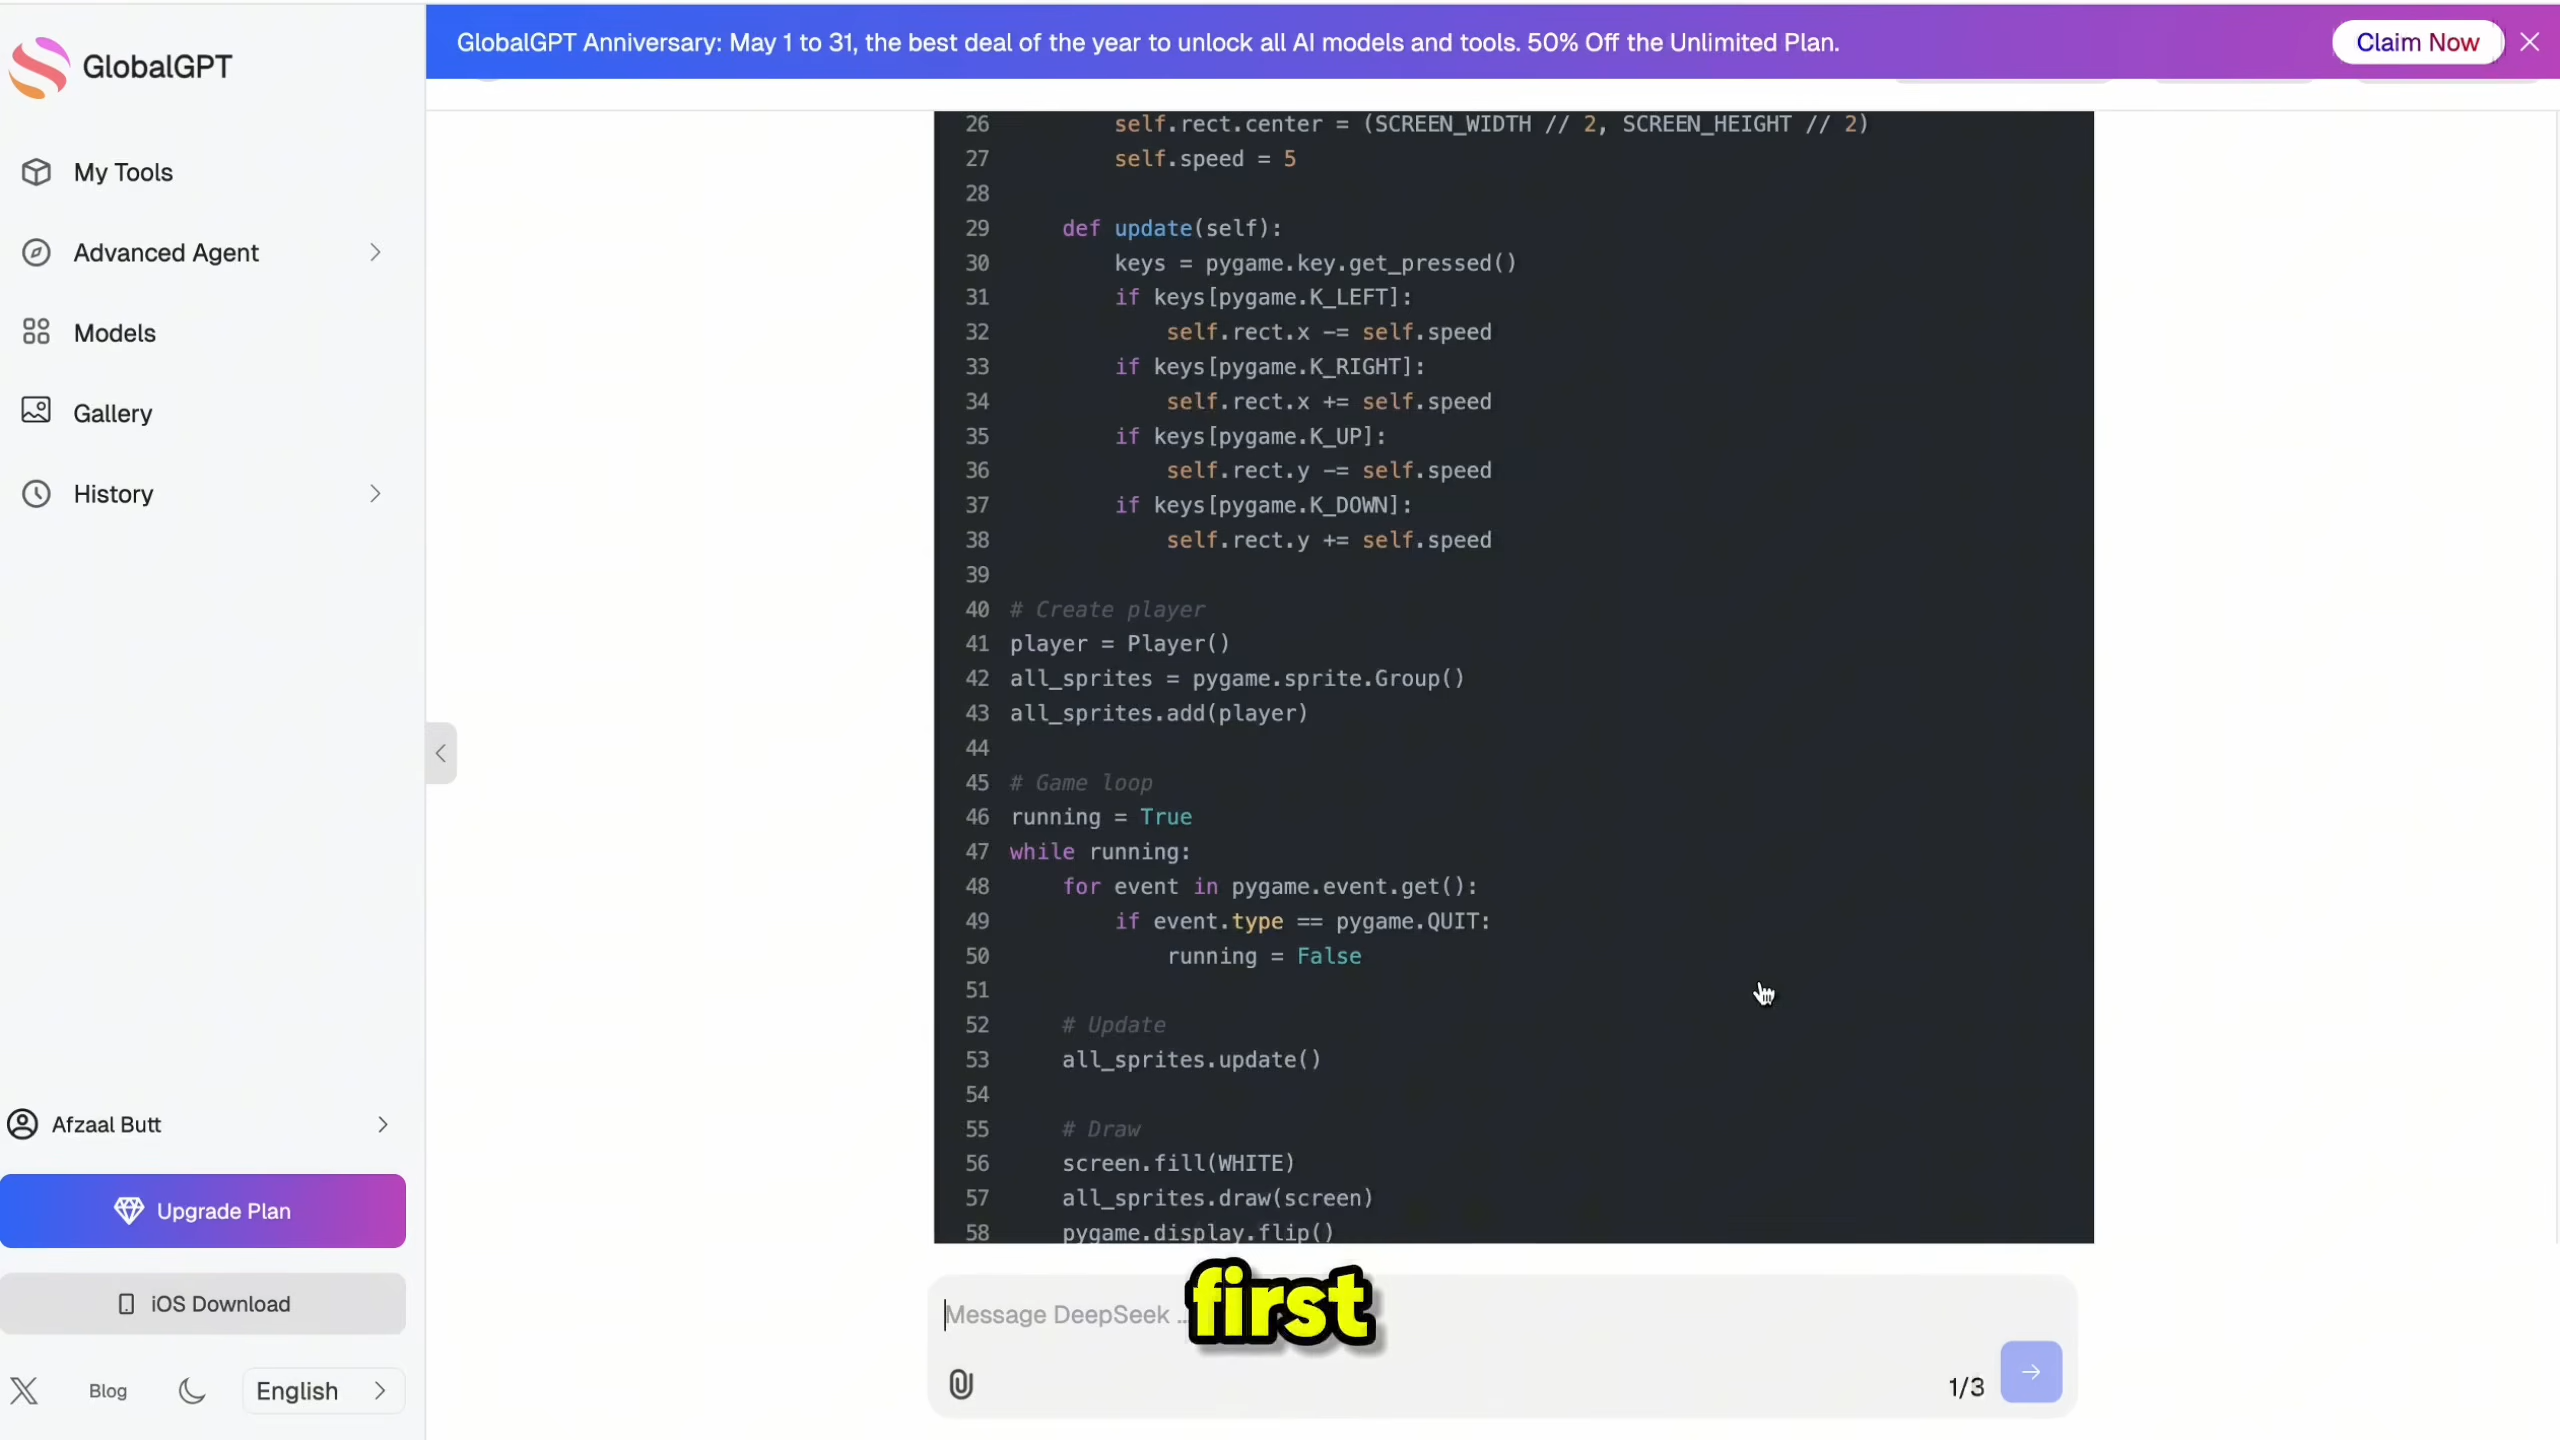 GlobalGPT
GlobalGPT Anniversary: May 1 to 31, the best deal of the year to unlock all AI models and tools. 50% Off the Unlimited Plan.
Claim Now
My Tools
Advanced Agent
Models
Gallery
History
26 self.rect.center = (SCREEN_WIDTH // 2, SCREEN_HEIGHT // 2)
27 self.speed = 5
28
29 def update(self):
30 keys = pygame.key.get_pressed()
31 if keys[pygame.K_LEFT]:
32 self.rect.x -= self.speed
33 if keys[pygame.K_RIGHT]:
34 self.rect.x += self.speed
35 if keys[pygame.K_UP]:
36 self.rect.y -= self.speed
37 if keys[pygame.K_DOWN]:
38 self.rect.y += self.speed
39
40 # Create player
41 player = Player()
42 all_sprites = pygame.sprite.Group()
43 all_sprites.add(player)
44
45 # Game loop
46 running = True
47 while running:
48 for event in pygame.event.get():
49 if event.type == pygame.QUIT:
50 running = False
51
52 # Update
53 all_sprites.update()
54
55 # Draw
56 screen.fill(WHITE)
57 all_sprites.draw(screen)
58 pygame.display.flip()
Afzaal Butt
Upgrade Plan
iOS Download
Blog
English
Message DeepSeek ...
first
1/3